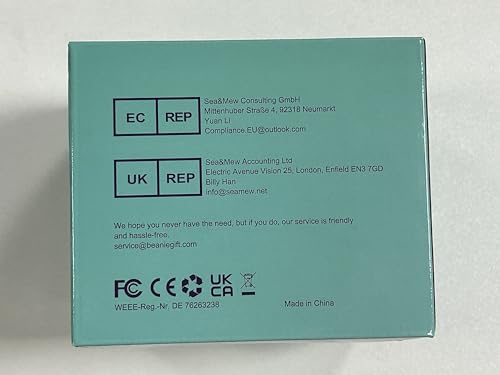 EC REP
Sea&Mew Consulting GmbH
Mittenhuber Straße 4, 92318 Neumarkt
Yuan Li
Compliance.EU@outlook.com
UK REP
Sea&Mew Accounting Ltd
Electric Avenue Vision 25, London, Enfield EN3 7GD
Billy Han
info@seamew.net
We hope you never have the need, but if you do, our service is friendly
and hassle-free.
service@beaniegift.com
FC CE UK
CA
WEEE-Reg.-Nr. DE 76263238
Made in China